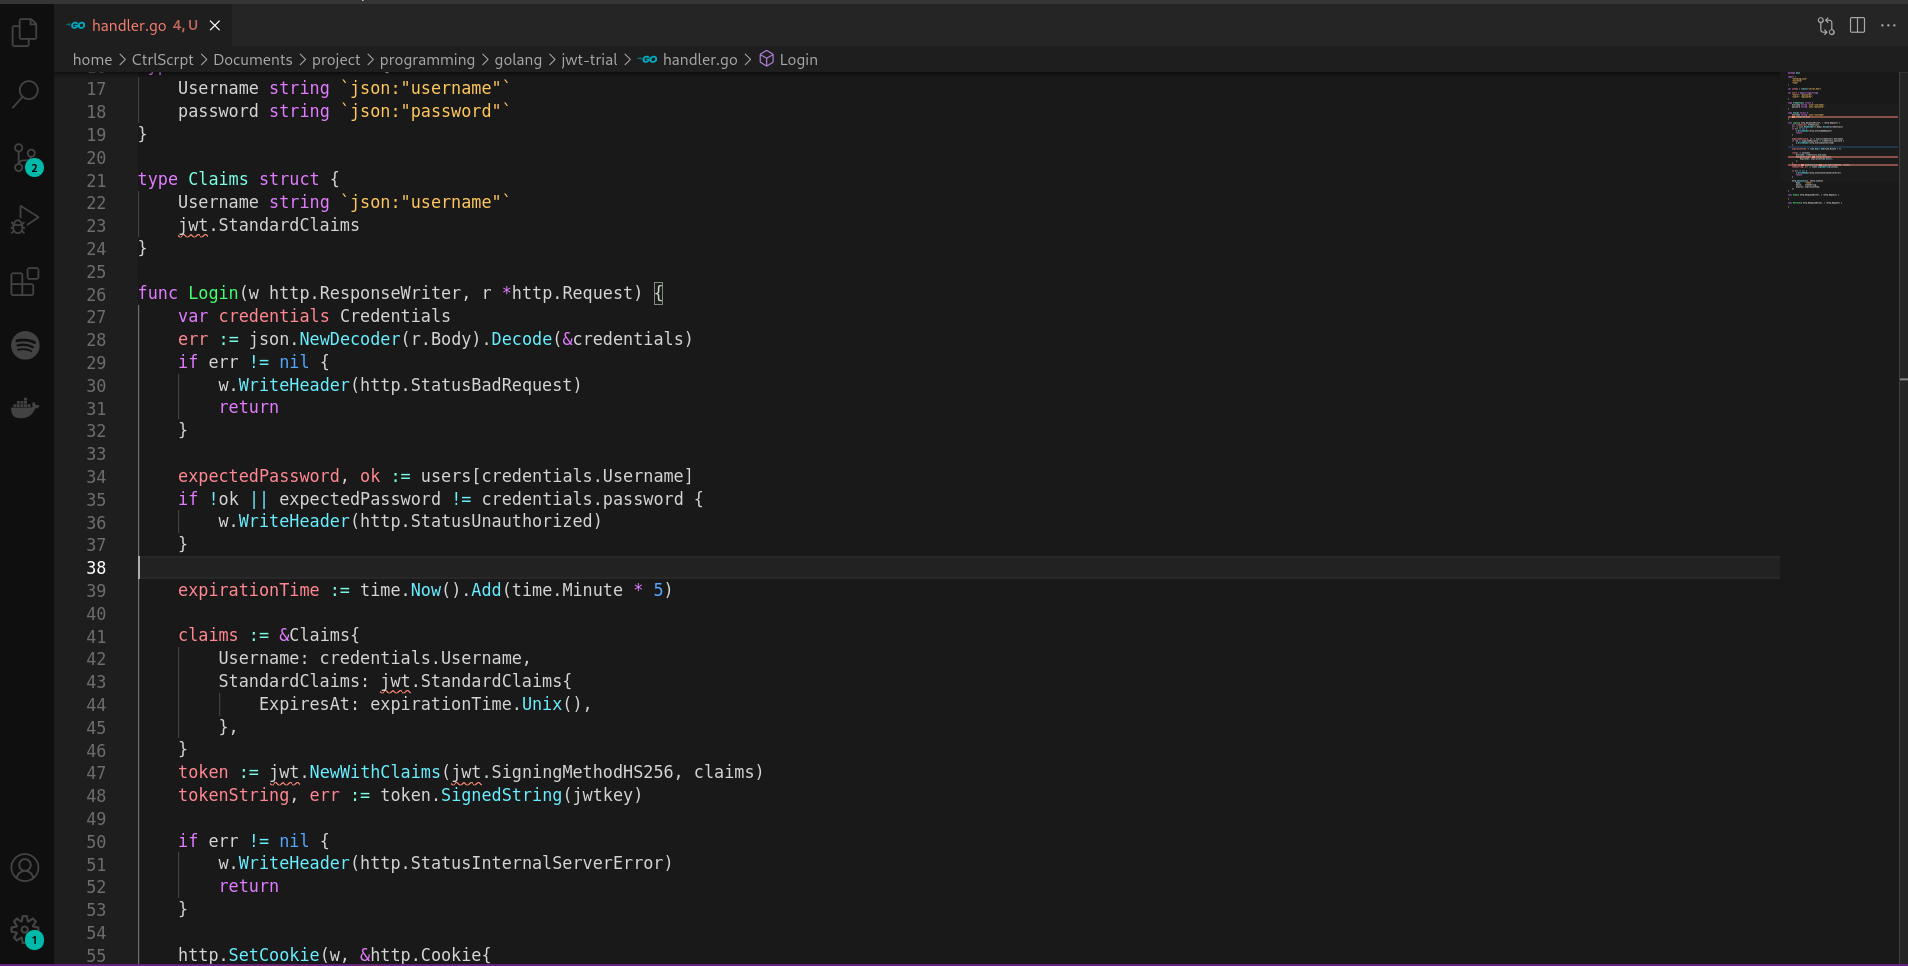 GO handler.go 4, U
home > CtrlScrpt > Documents > project > programming > golang > jwt-trial > GO handler.go > Login
17 Username string `json:"username"`
18 password string `json:"password"`
19 }
20
21 type Claims struct {
22 Username string `json:"username"`
23 jwt.StandardClaims
24 }
25
26 func Login(w http.ResponseWriter, r *http.Request) {
27 var credentials Credentials
28 err := json.NewDecoder(r.Body).Decode(&credentials)
29 if err != nil {
30 w.WriteHeader(http.StatusBadRequest)
31 return
32 }
33
34 expectedPassword, ok := users[credentials.Username]
35 if !ok || expectedPassword != credentials.password {
36 w.WriteHeader(http.StatusUnauthorized)
37 }
38
39 expirationTime := time.Now().Add(time.Minute * 5)
40
41 claims := &Claims{
42 Username: credentials.Username,
43 StandardClaims: jwt.StandardClaims{
44 ExpiresAt: expirationTime.Unix(),
45 },
46 }
47 token := jwt.NewWithClaims(jwt.SigningMethodHS256, claims)
48 tokenString, err := token.SignedString(jwtkey)
49
50 if err != nil {
51 w.WriteHeader(http.StatusInternalServerError)
52 return
53 }
54
55 http.SetCookie(w, &http.Cookie{
2
1